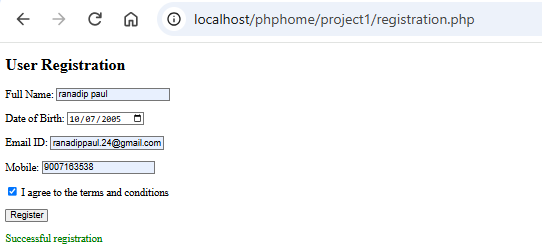 localhost/phphome/project1/registration.php
User Registration
Full Name: ranadip paul
Date of Birth: 10/07/2005
Email ID: ranadippaul.24@gmail.com
Mobile: 9007163538
I agree to the terms and conditions
Register
Successful registration